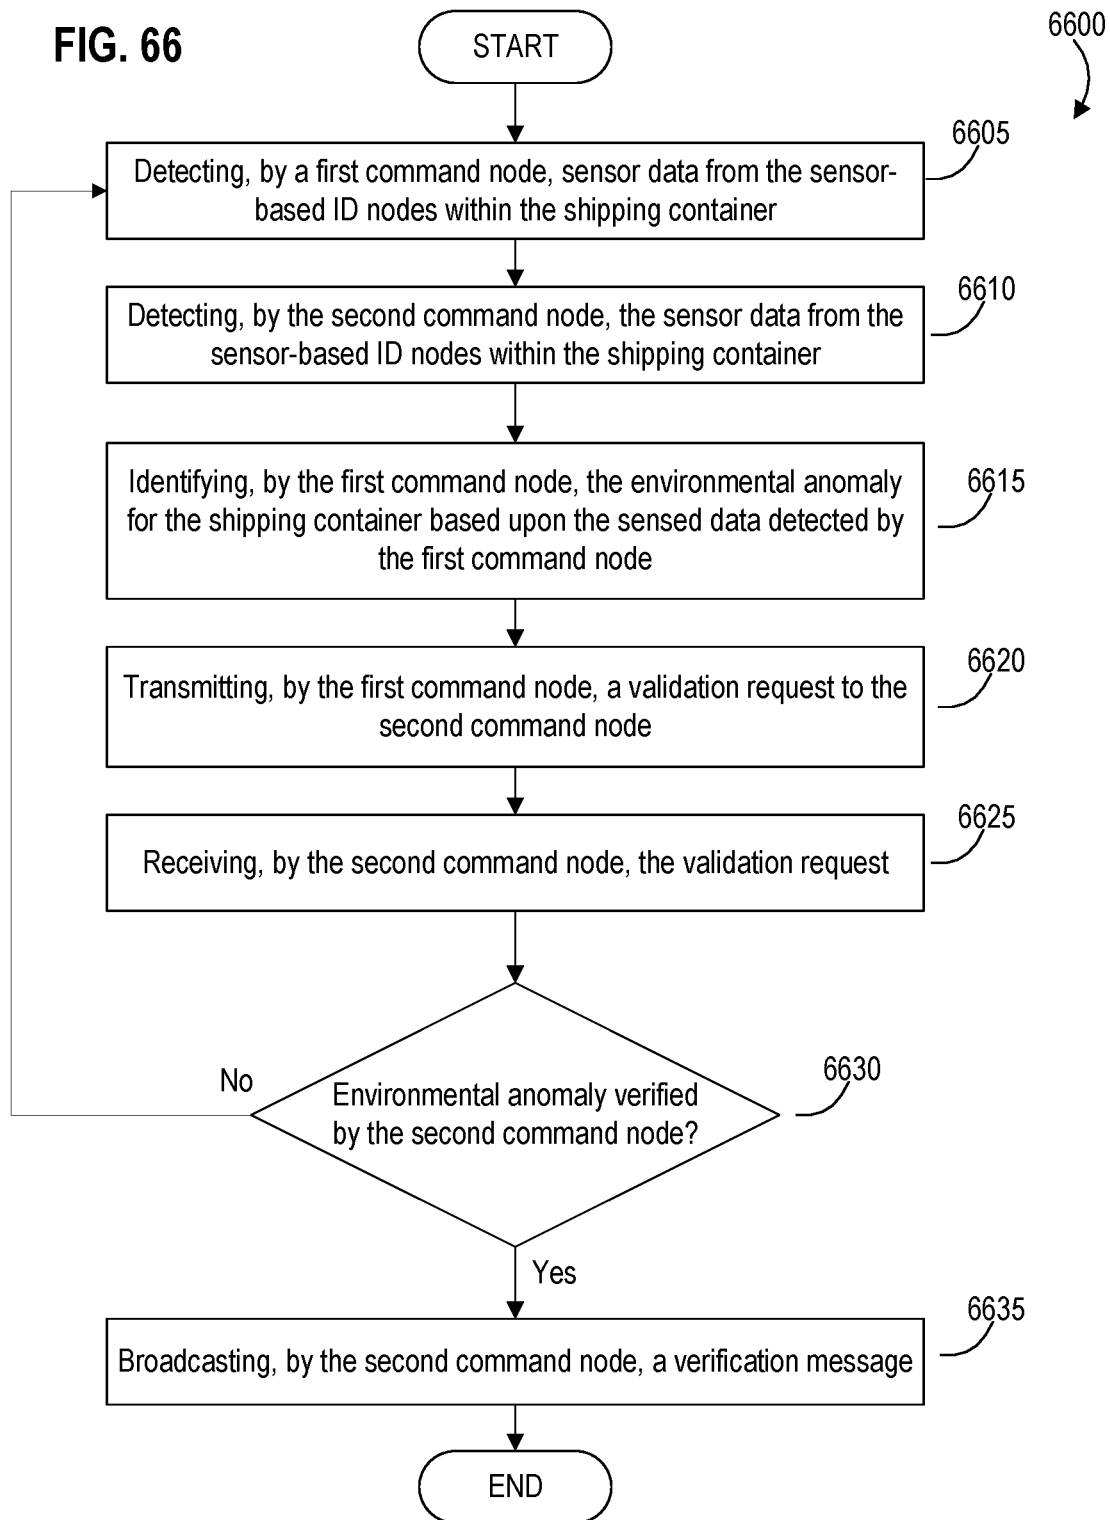 FIG. 66
START
6600
6605
Detecting, by a first command node, sensor data from the sensor-
based ID nodes within the shipping container
6610
Detecting, by the second command node, the sensor data from the
sensor-based ID nodes within the shipping container
6615
Identifying, by the first command node, the environmental anomaly
for the shipping container based upon the sensed data detected by
the first command node
6620
Transmitting, by the first command node, a validation request to the
second command node
6625
Receiving, by the second command node, the validation request
6630
No
Environmental anomaly verified
by the second command node?
Yes
6635
Broadcasting, by the second command node, a verification message
END